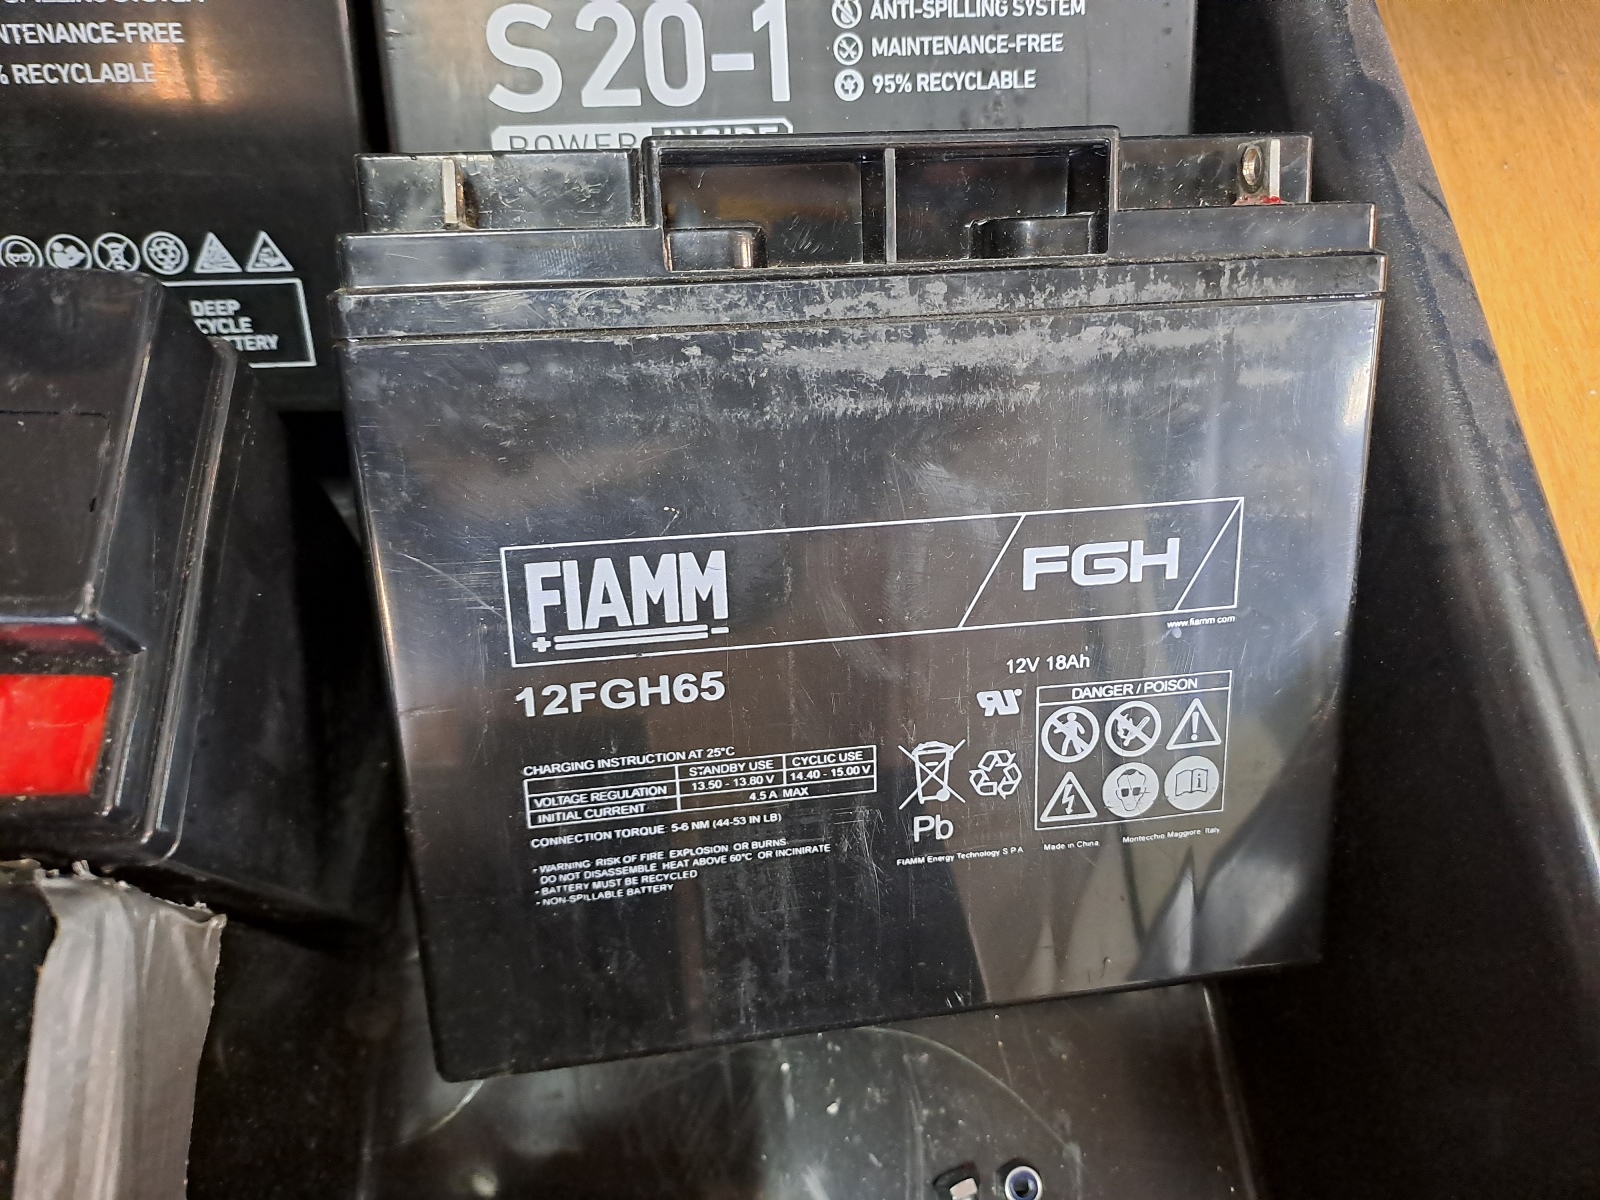 NTENANCE-FREE
% RECYCLABLE
DEEP
CYCLE
S 20-1
ANTI-SPILLING SYSTEM
MAINTENANCE-FREE
95% RECYCLABLE
POWER INSIDE
FIAMM
+ -
FGH
www.fiamm.com
12FGH65
12V 18Ah
CHARGING INSTRUCTION AT 25°C
STANDBY USE CYCLIC USE
VOLTAGE REGULATION 13.50 - 13.80 V 14.40 - 15.00 V
INITIAL CURRENT 4.5 A MAX
CONNECTION TORQUE: 5-6 NM (44-53 IN LB)
- WARNING RISK OF FIRE, EXPLOSION OR BURNS.
DO NOT DISASSEMBLE, HEAT ABOVE 60°C OR INCINIRATE
- BATTERY MUST BE RECYCLED
- NON-SPILLABLE BATTERY
DANGER / POISON
Pb
FIAMM Energy Technology S.P.A. Made in China Montecchio Maggiore, Italy